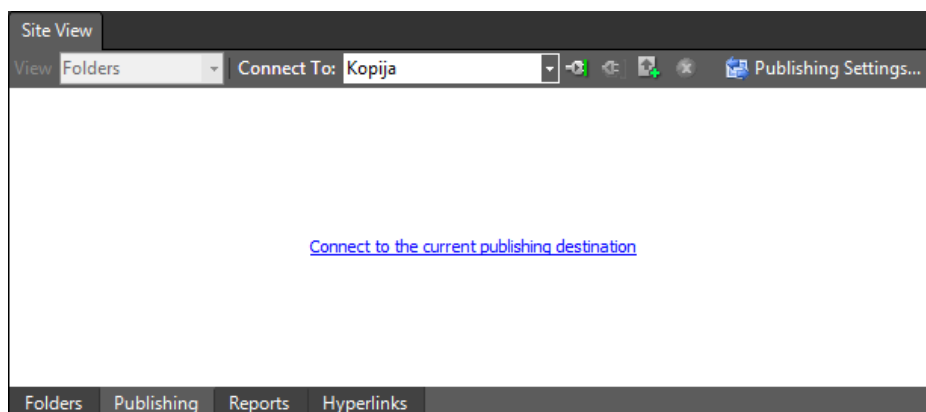 Site View
View Folders Connect To: Kopija Publishing Settings...
Connect to the current publishing destination
Folders Publishing Reports Hyperlinks